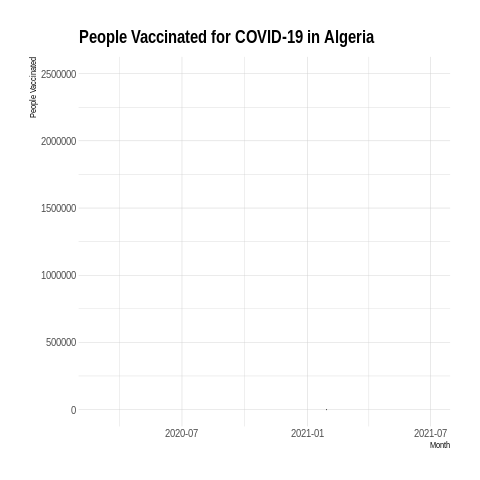 People Vaccinated for COVID-19 in Algeria
People Vaccinated
2500000
2000000
1500000
1000000
500000
0
2020-07 2021-01 2021-07
Month